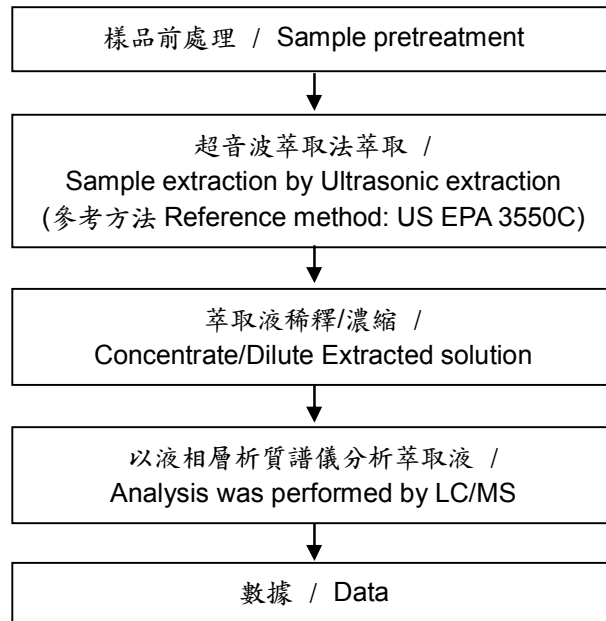 樣品前處理 / Sample pretreatment
超音波萃取法萃取 /
Sample extraction by Ultrasonic extraction
(參考方法 Reference method: US EPA 3550C)
萃取液稀釋/濃縮 /
Concentrate/Dilute Extracted solution
以液相層析質譜儀分析萃取液 /
Analysis was performed by LC/MS
數據 / Data